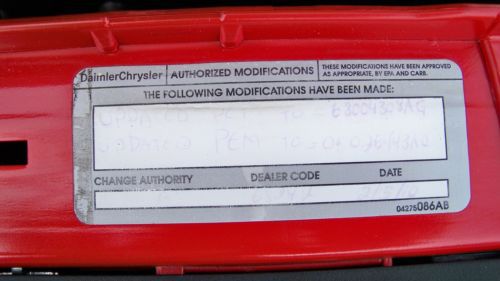 DaimlerChrysler AUTHORIZED MODIFICATIONS THESE MODIFICATIONS HAVE BEEN APPROVED
AS APPROPRIATE, BY EPA AND CARB.
THE FOLLOWING MODIFICATIONS HAVE BEEN MADE:
UPDATED TO
UPDATED PCM TO
CHANGE AUTHORITY DEALER CODE DATE
04275086AB